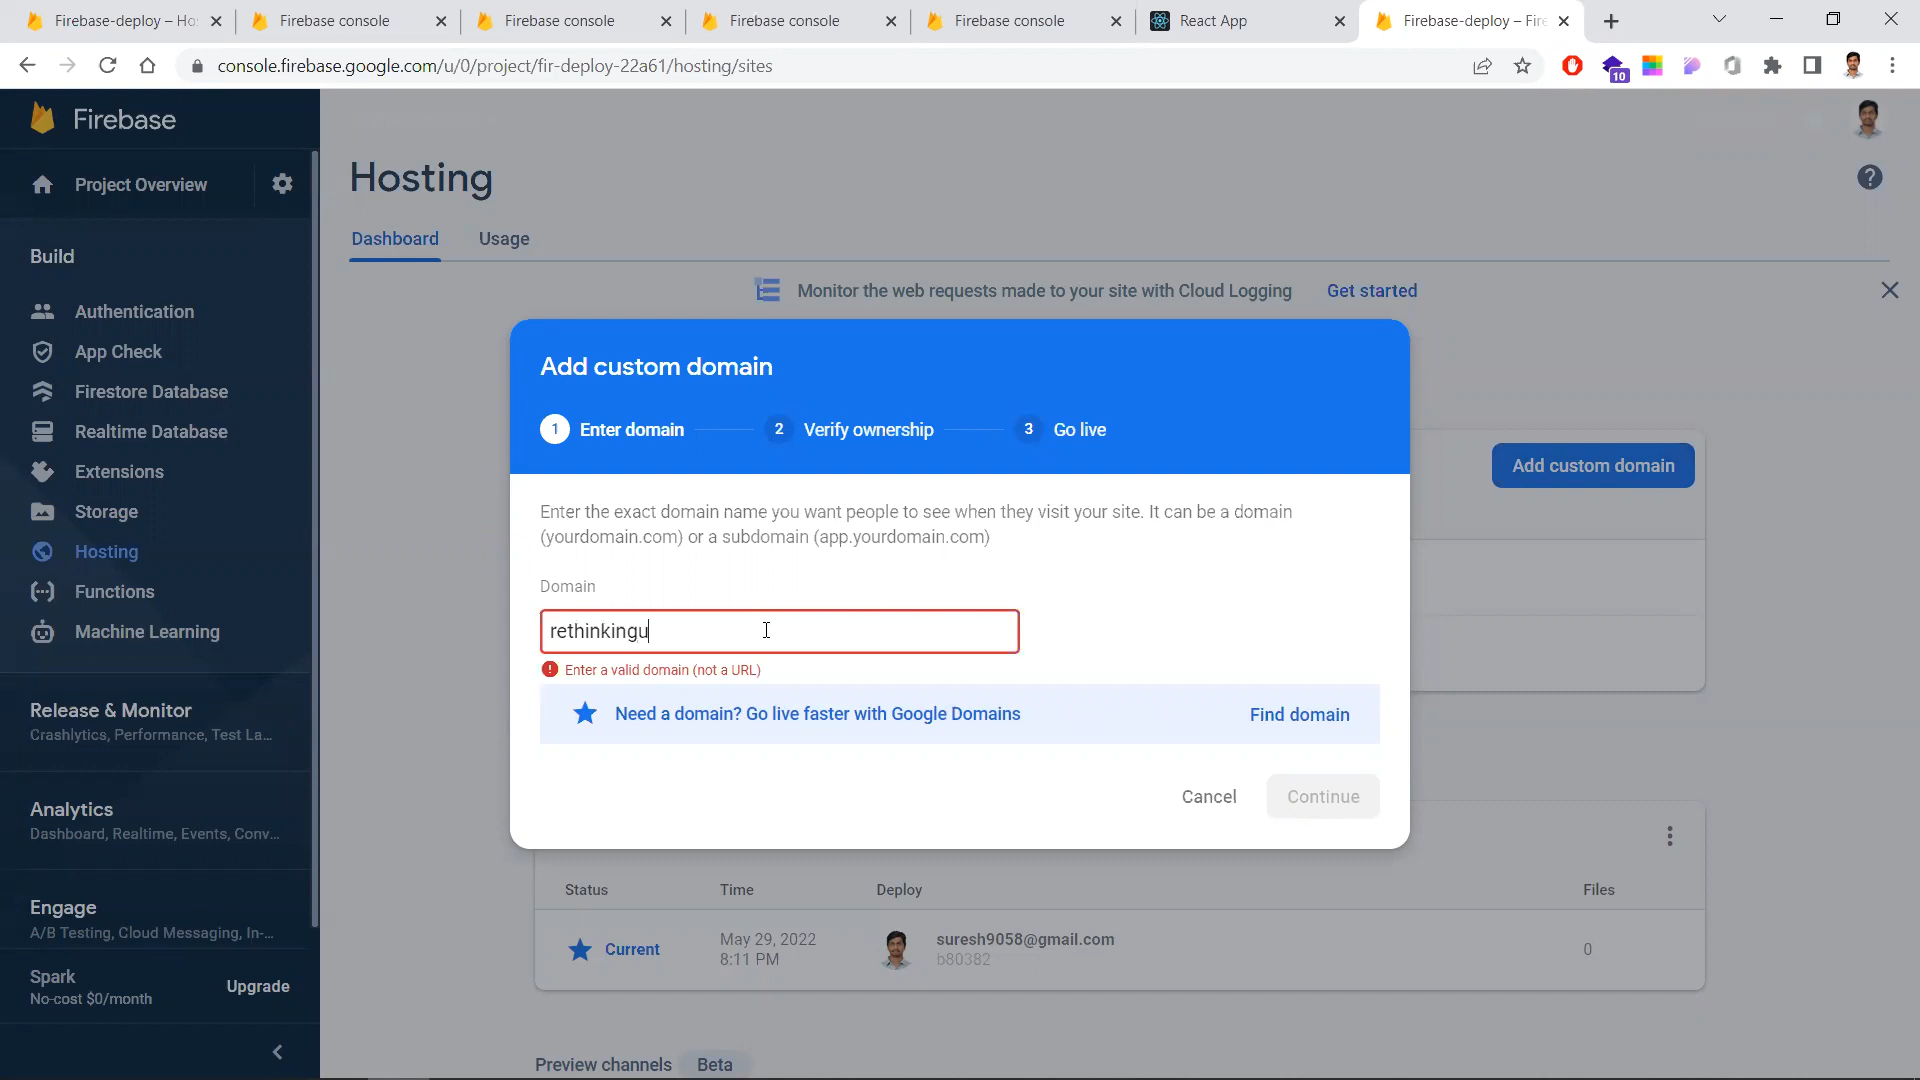 Firebase-deploy – Hos
Firebase console
Firebase console
Firebase console
Firebase console
React App
Firebase-deploy – Fire
console.firebase.google.com/u/0/project/fir-deploy-22a61/hosting/sites
10
Firebase
Project Overview
Build
Authentication
App Check
Firestore Database
Realtime Database
Extensions
Storage
Hosting
Functions
Machine Learning
Release & Monitor
Crashlytics, Performance, Test La...
Analytics
Dashboard, Realtime, Events, Conv...
Engage
A/B Testing, Cloud Messaging, In-...
Spark
No-cost $0/month
Upgrade
Hosting
Dashboard
Usage
Monitor the web requests made to your site with Cloud Logging
Get started
Add custom domain
Add custom domain
1 Enter domain
2 Verify ownership
3 Go live
Enter the exact domain name you want people to see when they visit your site. It can be a domain
(yourdomain.com) or a subdomain (app.yourdomain.com)
Domain
rethinkingu
Enter a valid domain (not a URL)
Need a domain? Go live faster with Google Domains
Find domain
Cancel
Continue
Status
Time
Deploy
Files
Current
May 29, 2022
8:11 PM
suresh9058@gmail.com
b80382
0
Preview channels
Beta